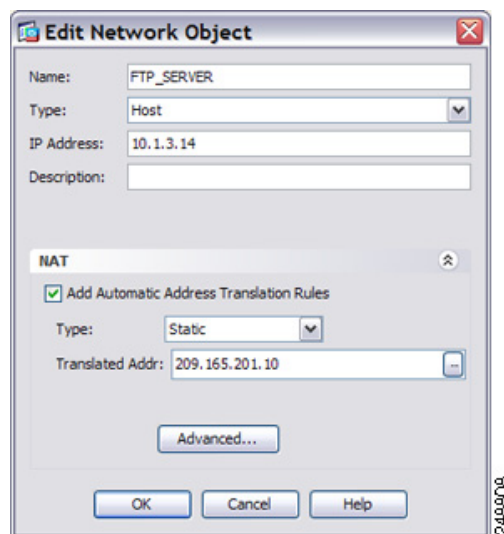 Edit Network Object
Name: FTP_SERVER
Type: Host
IP Address: 10.1.3.14
Description:
NAT
Add Automatic Address Translation Rules
Type: Static
Translated Addr: 209.165.201.10
...
Advanced...
OK Cancel Help